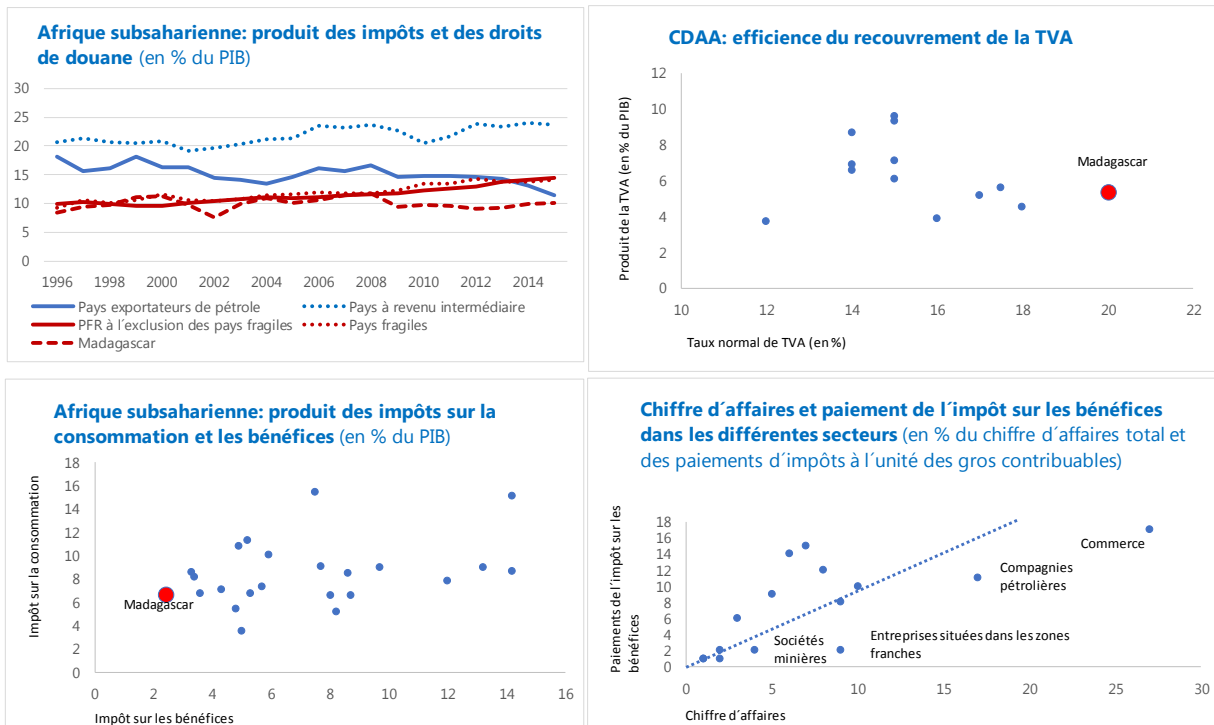 Afrique subsaharienne: produit des impôts et des droits
de douane (en % du PIB)
30
25
20
15
10
5
0
1996 1998 2000 2002 2004 2006 2008 2010 2012 2014
Pays exportateurs de pétrole
Pays à revenu intermédiaire
PFR à l´exclusion des pays fragiles
Pays fragiles
Madagascar
CDAA: efficience du recouvrement de la TVA
Produit de la TVA (en % du PIB)
12
10
8
6
4
2
0
Madagascar
10 12 14 16 18 20 22
Taux normal de TVA (en %)
Afrique subsaharienne: produit des impôts sur la
consommation et les bénéfices (en % du PIB)
Impôt sur la consommation
18
16
14
12
10
8
6
4
2
0
Madagascar
0 2 4 6 8 10 12 14 16
Impôt sur les bénéfices
Chiffre d´affaires et paiement de l´impôt sur les bénéfices
dans les différentes secteurs (en % du chiffre d´affaires total et
des paiements d´impôts à l´unité des gros contribuables)
Paiements de l´impôt sur les
bénéfices
18
16
14
12
10
8
6
4
2
0
Commerce
Compagnies
pétrolières
Sociétés
minières
Entreprises situées dans les zones
franches
0 5 10 15 20 25 30
Chiffre d´affaires